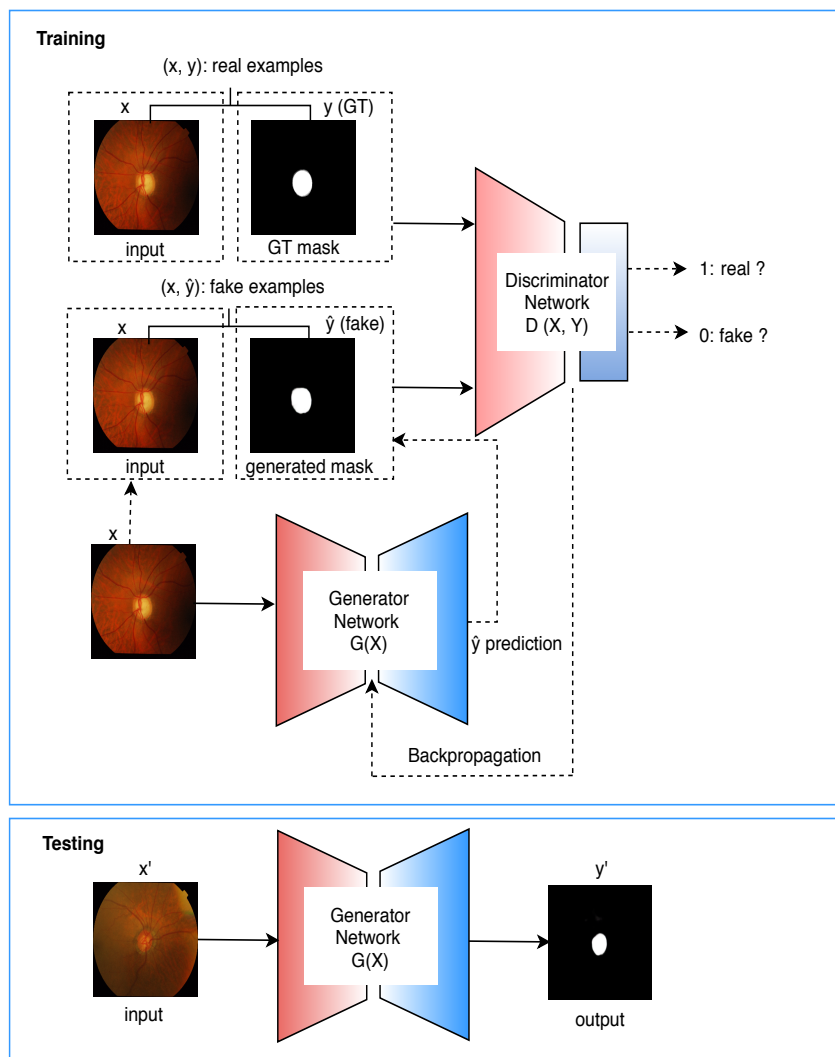 Training
(x, y): real examples
x
y (GT)
input
GT mask
(x, ŷ): fake examples
x
ŷ (fake)
input
generated mask
Discriminator
Network
D (X, Y)
1: real ?
0: fake ?
x
Generator
Network
G(X)
ŷ prediction
Backpropagation
Testing
x'
input
Generator
Network
G(X)
y'
output